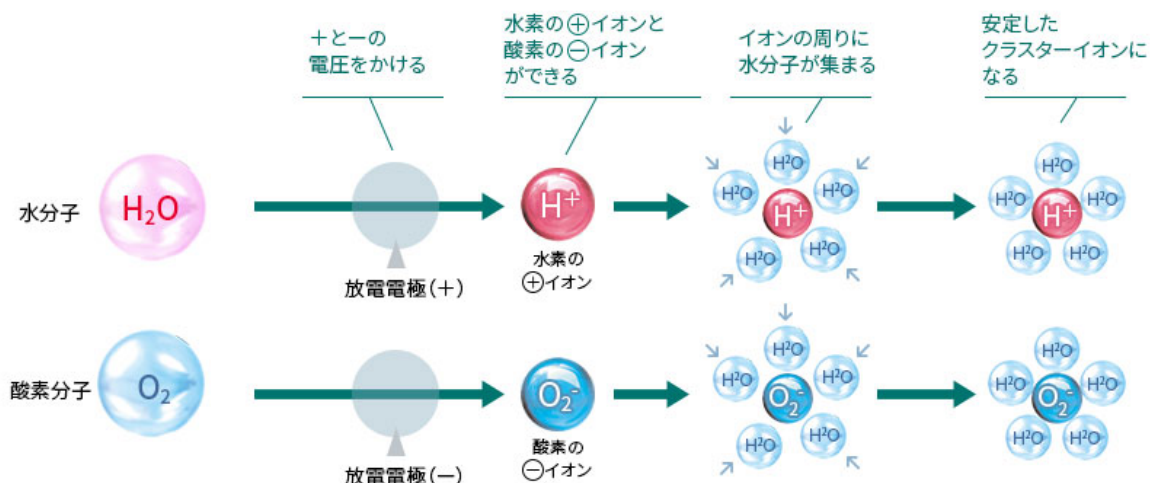 ＋とーの
電圧をかける
水素の⊕イオンと
酸素の⊖イオン
ができる
イオンの周りに
水分子が集まる
安定した
クラスターイオンに
なる
水分子
H₂O
放電電極(＋)
H⁺
水素の
⊕イオン
H²O
H²O
H²O
H⁺
H²O
H²O
H²O
H²O
H²O
H⁺
H²O
H²O
酸素分子
O₂
放電電極(ー)
O₂⁻
酸素の
⊖イオン
H²O
H²O
H²O
O₂⁻
H²O
H²O
H²O
H²O
H²O
O₂⁻
H²O
H²O